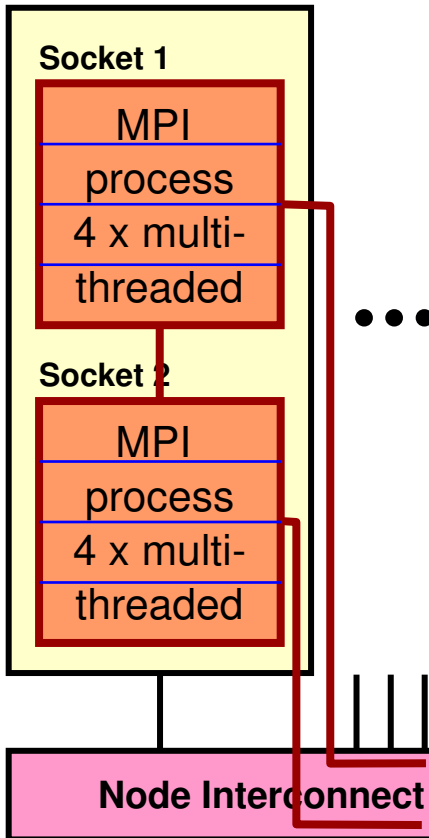 Socket 1
MPI
process
4 x multi-
threaded
Socket 2
MPI
process
4 x multi-
threaded
Node Interconnect